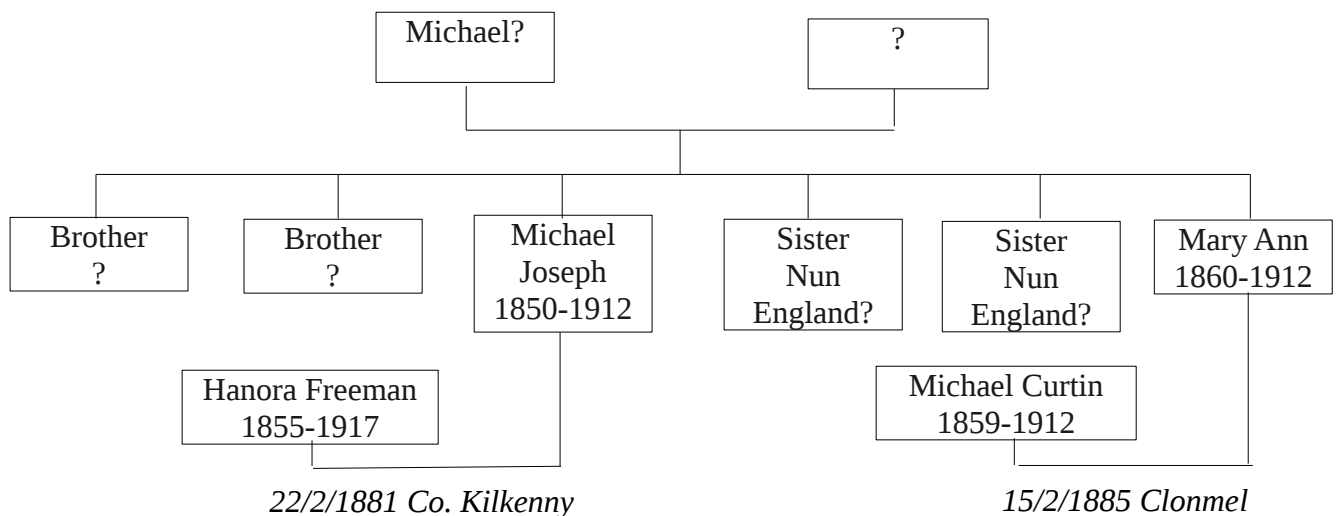 Michael?
?
Brother
?
Brother
?
Michael
Joseph
1850-1912
Sister
Nun
England?
Sister
Nun
England?
Mary Ann
1860-1912
Hanora Freeman
1855-1917
Michael Curtin
1859-1912
22/2/1881 Co. Kilkenny
15/2/1885 Clonmel